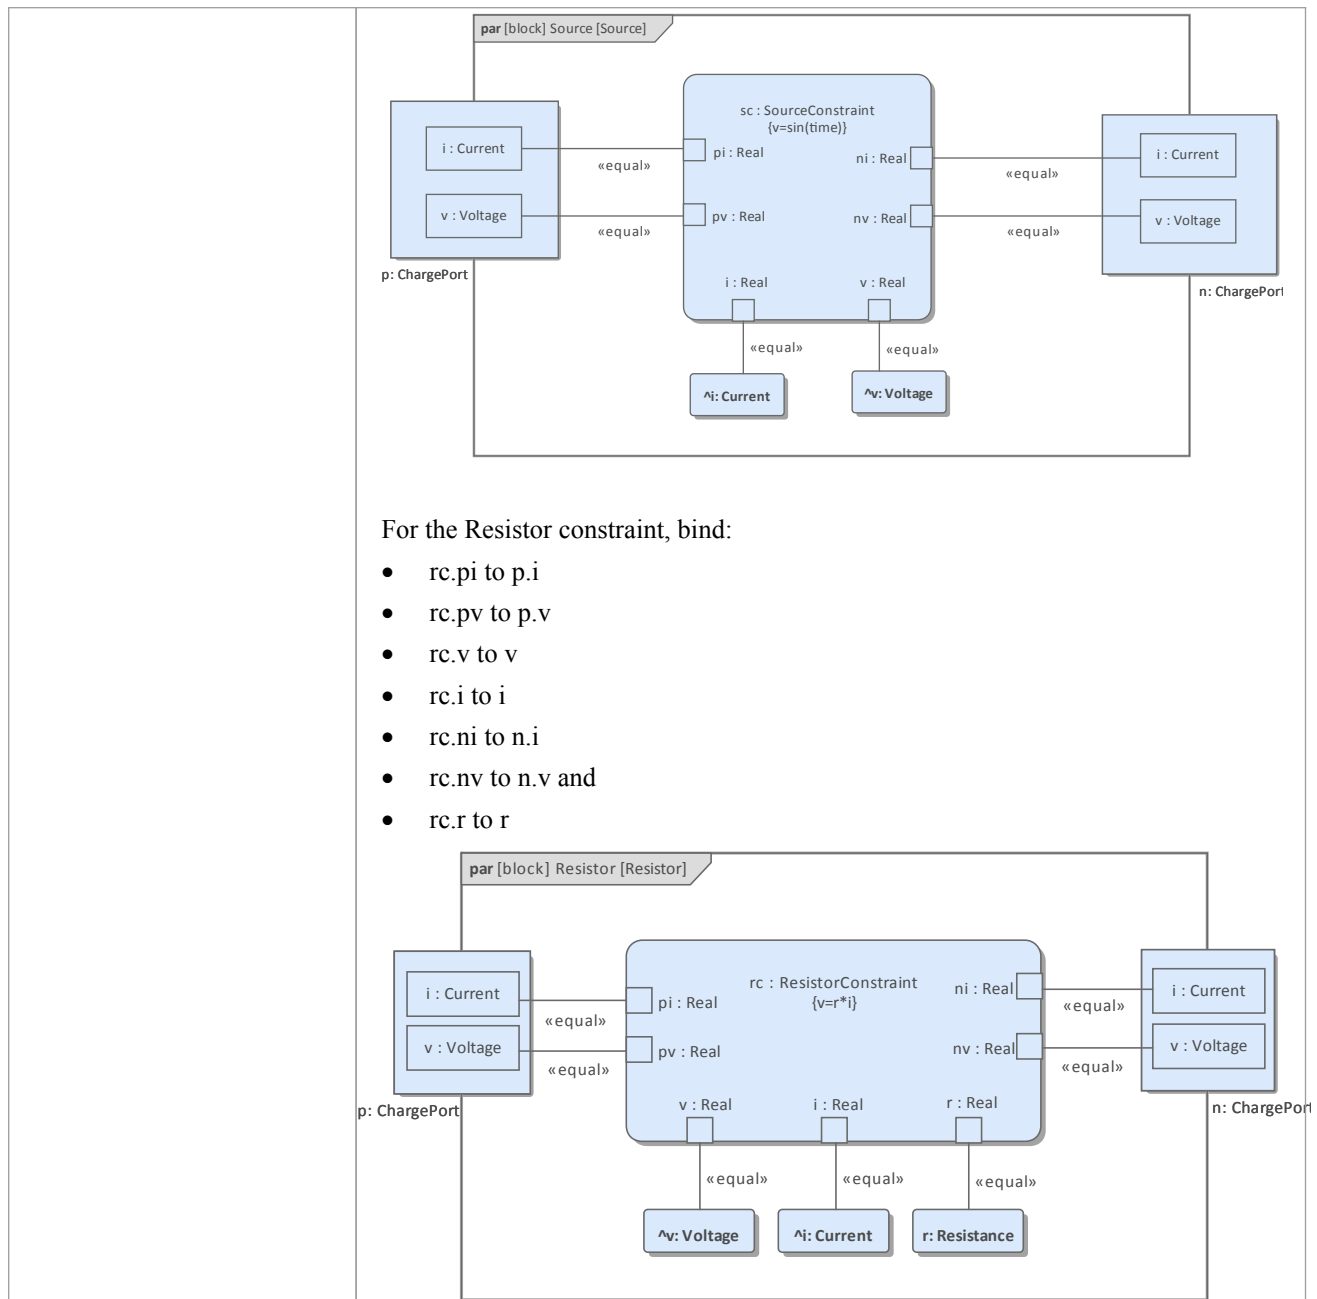 par [block] Source [Source]
sc : SourceConstraint
{v=sin(time)}
i : Current
v : Voltage
p: ChargePort
«equal»
«equal»
pi : Real
pv : Real
ni : Real
nv : Real
i : Real
v : Real
«equal»
«equal»
i : Current
v : Voltage
n: ChargePort
«equal»
«equal»
^i: Current
^v: Voltage
For the Resistor constraint, bind:
• rc.pi to p.i
• rc.pv to p.v
• rc.v to v
• rc.i to i
• rc.ni to n.i
• rc.nv to n.v and
• rc.r to r
par [block] Resistor [Resistor]
rc : ResistorConstraint
{v=r*i}
i : Current
v : Voltage
p: ChargePort
«equal»
«equal»
pi : Real
pv : Real
ni : Real
nv : Real
v : Real
i : Real
r : Real
«equal»
«equal»
i : Current
v : Voltage
n: ChargePort
«equal»
«equal»
«equal»
^v: Voltage
^i: Current
r: Resistance